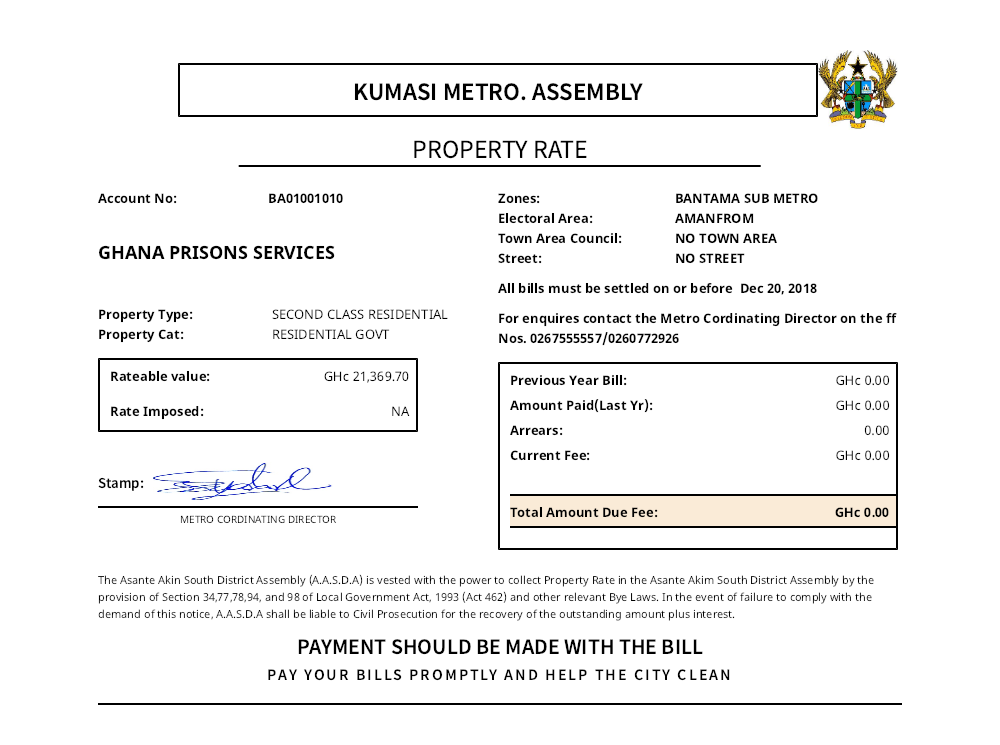 KUMASI METRO. ASSEMBLY
PROPERTY RATE
Account No: BA01001010
GHANA PRISONS SERVICES
Property Type: SECOND CLASS RESIDENTIAL
Property Cat: RESIDENTIAL GOVT
Rateable value: GHc 21,369.70
Rate Imposed: NA
Stamp:
METRO CORDINATING DIRECTOR
Zones: BANTAMA SUB METRO
Electoral Area: AMANFROM
Town Area Council: NO TOWN AREA
Street: NO STREET
All bills must be settled on or before Dec 20, 2018
For enquires contact the Metro Cordinating Director on the ff
Nos. 0267555557/0260772926
Previous Year Bill: GHc 0.00
Amount Paid(Last Yr): GHc 0.00
Arrears: 0.00
Current Fee: GHc 0.00
Total Amount Due Fee: GHc 0.00
The Asante Akin South District Assembly (A.A.S.D.A) is vested with the power to collect Property Rate in the Asante Akim South District Assembly by the
provision of Section 34,77,78,94, and 98 of Local Government Act, 1993 (Act 462) and other relevant Bye Laws. In the event of failure to comply with the
demand of this notice, A.A.S.D.A shall be liable to Civil Prosecution for the recovery of the outstanding amount plus interest.
PAYMENT SHOULD BE MADE WITH THE BILL
PAY YOUR BILLS PROMPTLY AND HELP THE CITY CLEAN